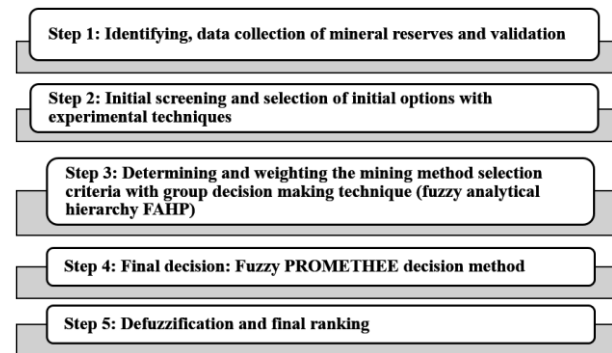 Step 1: Identifying, data collection of mineral reserves and validation
Step 2: Initial screening and selection of initial options with
experimental techniques
Step 3: Determining and weighting the mining method selection
criteria with group decision making technique (fuzzy analytical
hierarchy FAHP)
Step 4: Final decision: Fuzzy PROMETHEE decision method
Step 5: Defuzzification and final ranking